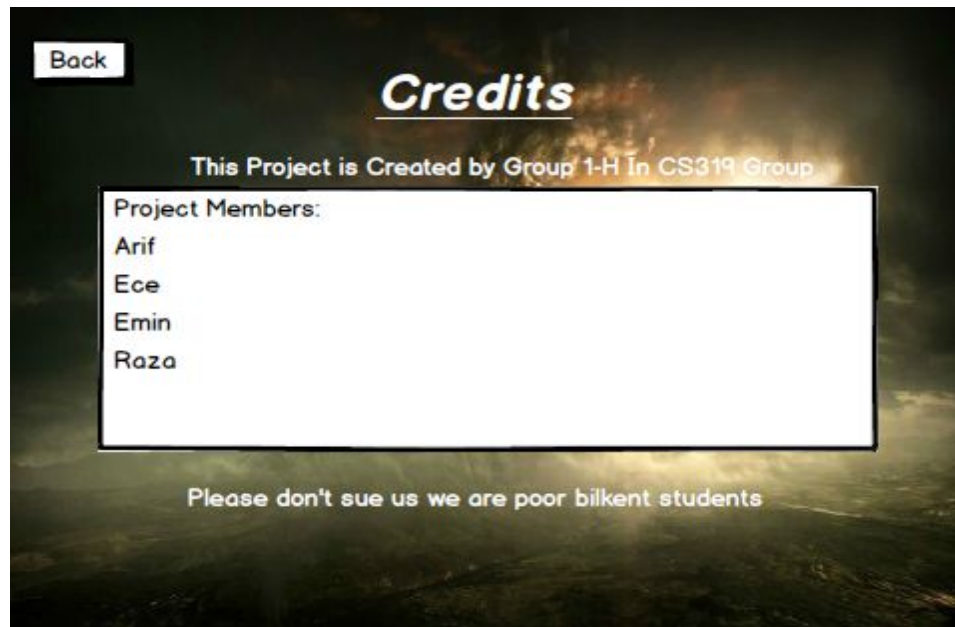 Back
Credits
This Project is Created by Group 1-H In CS319 Group
Project Members:
Arif
Ece
Emin
Raza
Please don't sue us we are poor bilkent students